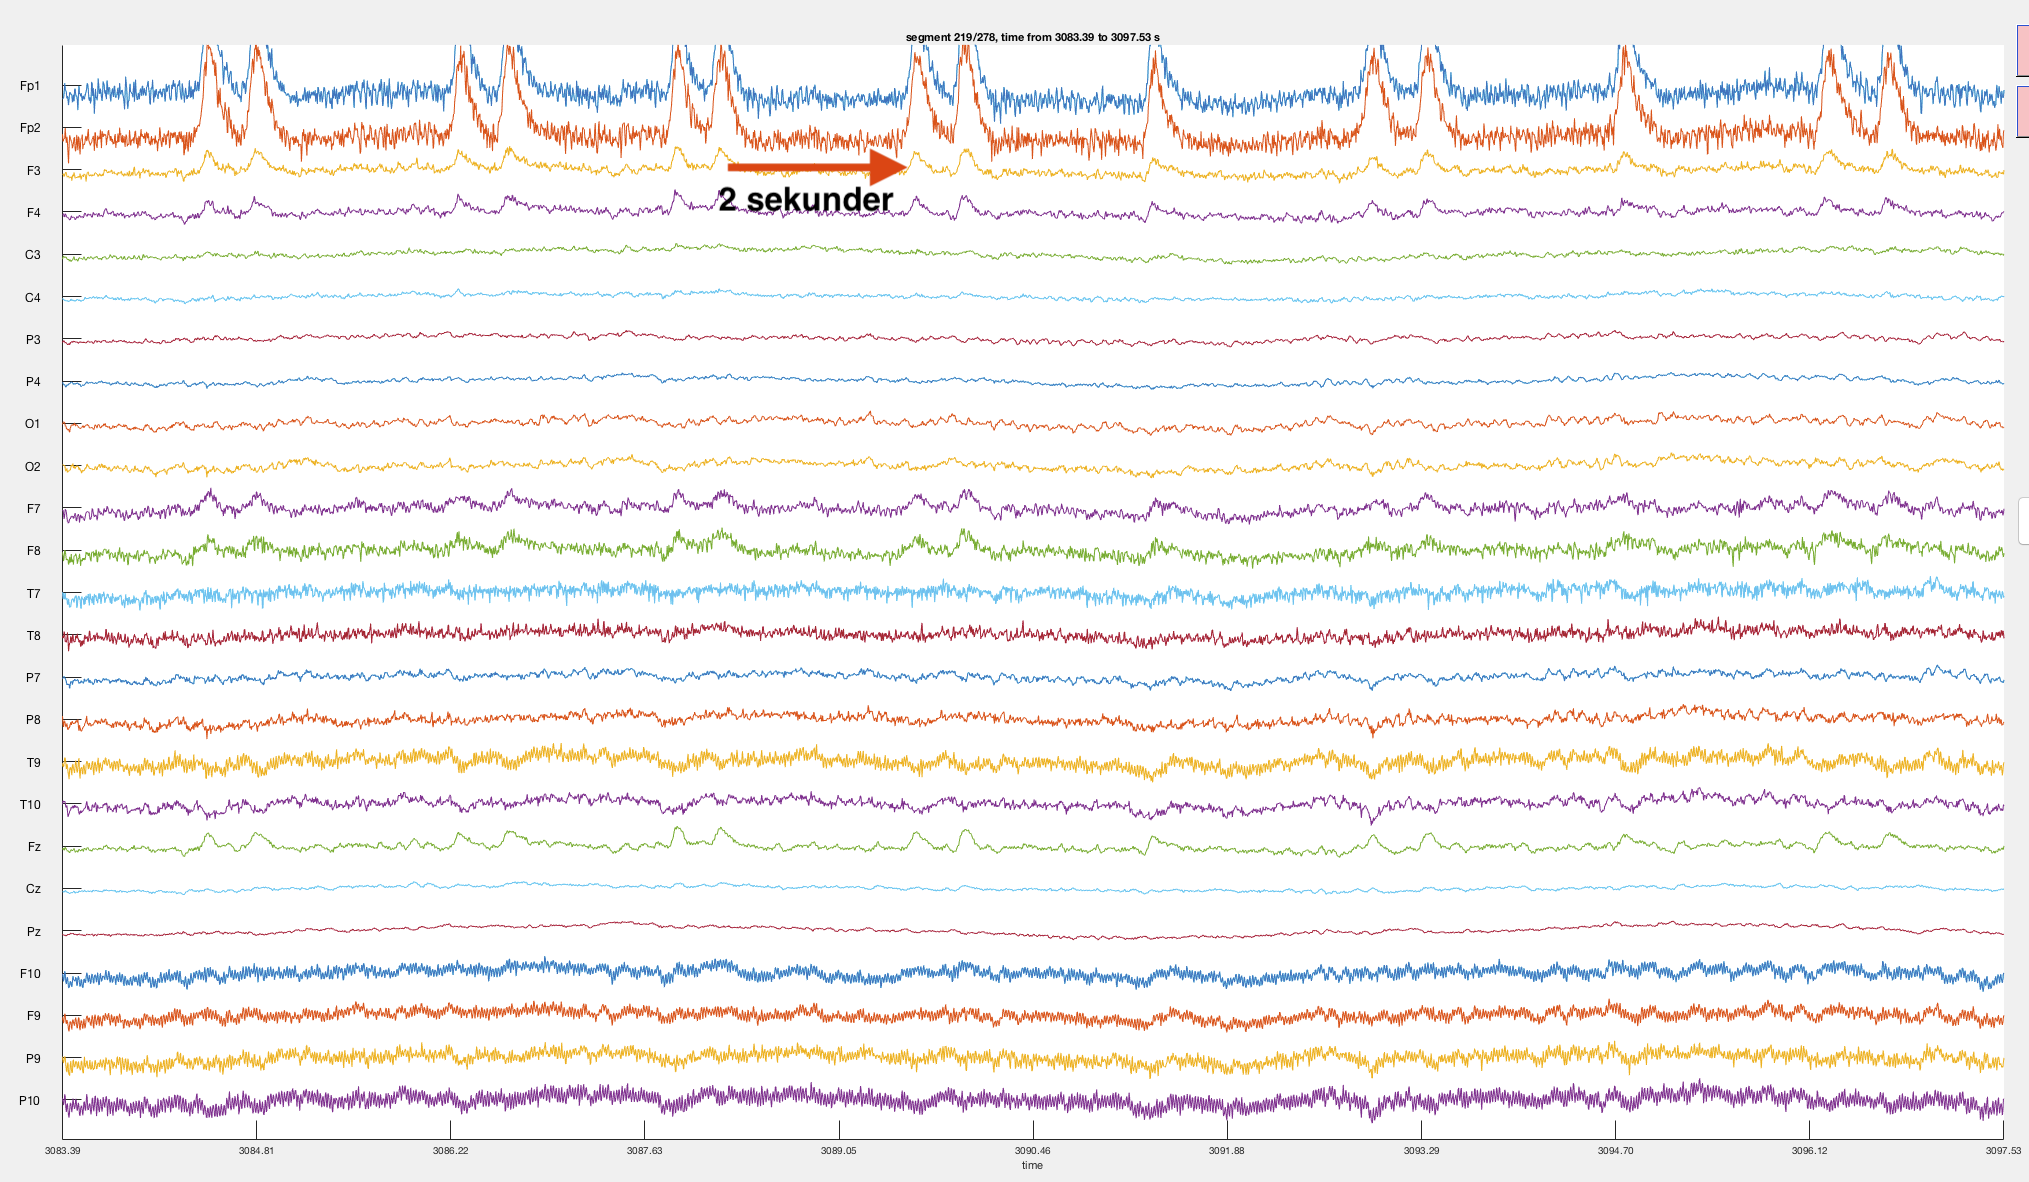 segment 219/278, time from 3083.39 to 3097.53 s
Fp1
Fp2
F3
2 sekunder
F4
C3
C4
P3
P4
O1
O2
F7
F8
T7
T8
P7
P8
T9
T10
Fz
Cz
Pz
F10
F9
P9
P10
3083.39 3084.81 3086.22 3087.63 3089.05 3090.46 3091.88 3093.29 3094.70 3096.12 3097.53
time